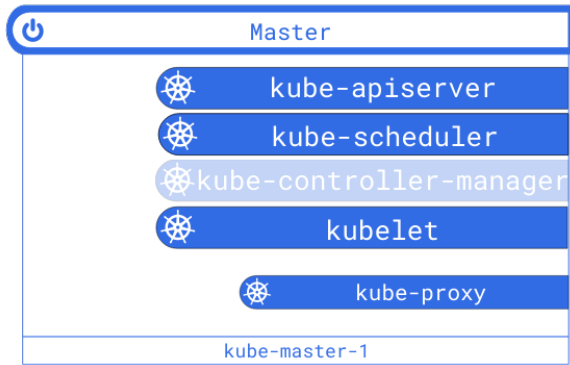 Master
kube-apiserver
kube-scheduler
kube-controller-manager
kubelet
kube-proxy
kube-master-1